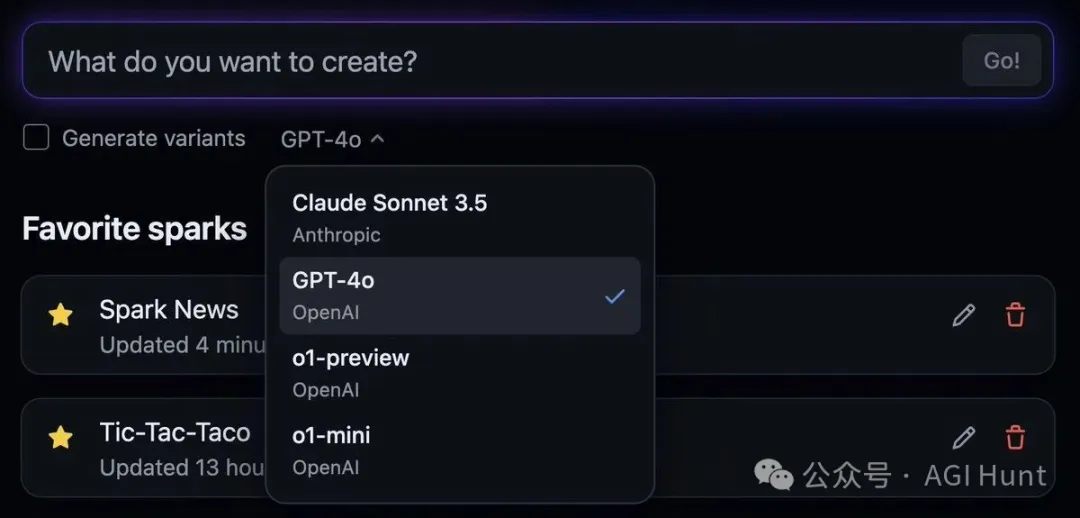 What do you want to create?
Go!
Generate variants
GPT-4o
Claude Sonnet 3.5
Anthropic
GPT-4o
OpenAI
o1-preview
OpenAI
o1-mini
OpenAI
Favorite sparks
Spark News
Updated 4 minu
Tic-Tac-Taco
Updated 13 hou
公众号 · AGI Hunt